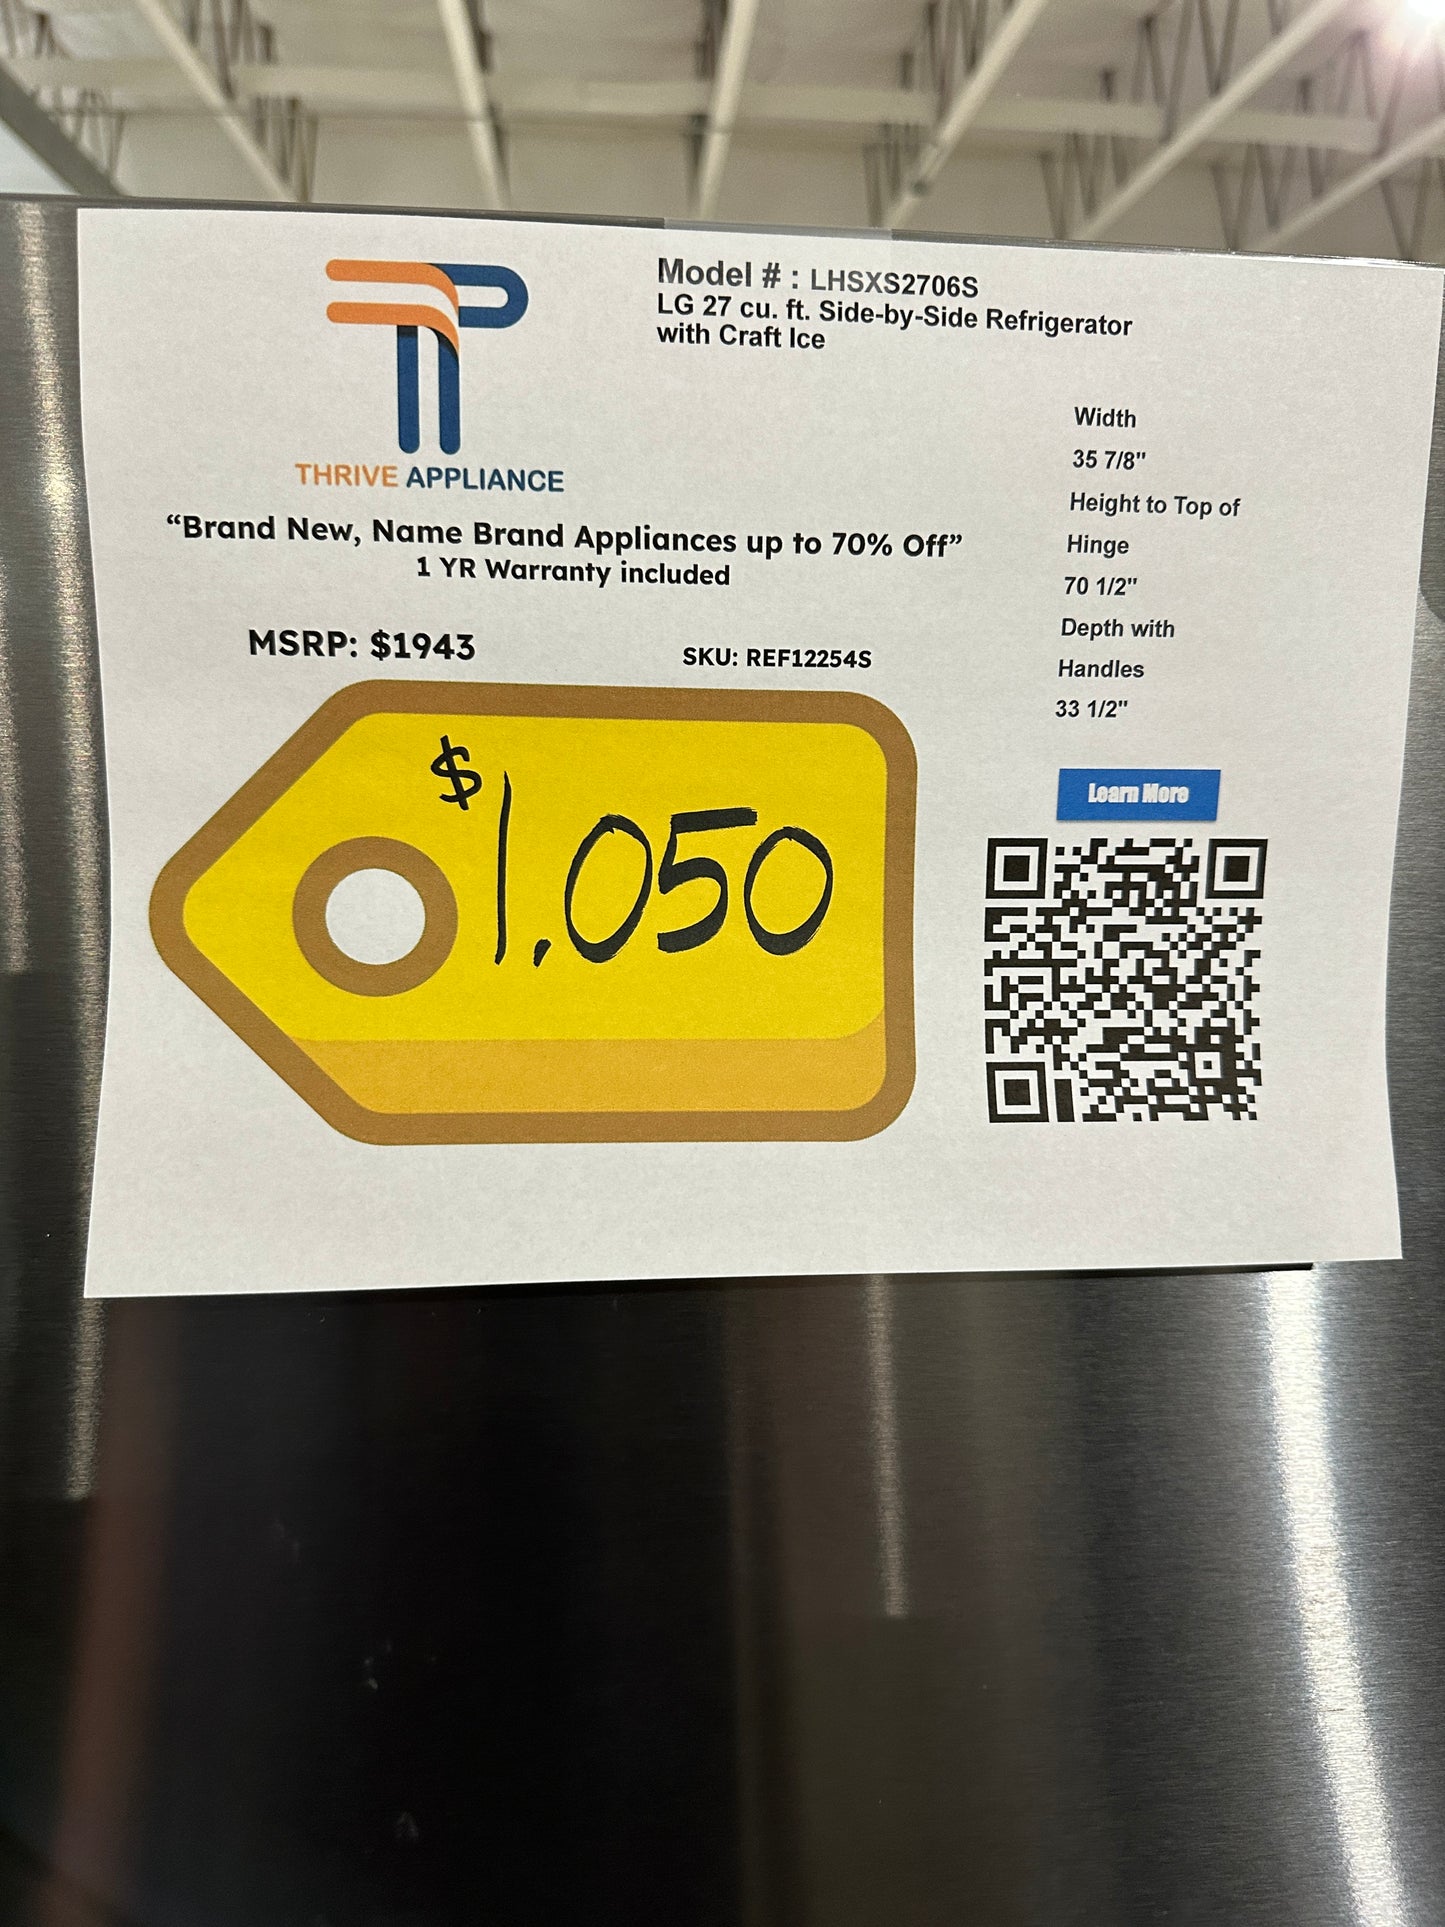 Model # : LHSXS2706S
LG 27 cu. ft. Side-by-Side Refrigerator
with Craft Ice
THRIVE APPLIANCE
“Brand New, Name Brand Appliances up to 70% Off”
1 YR Warranty included
MSRP: $1943
SKU: REF12254S
$1.050
Width
35 7/8"
Height to Top of
Hinge
70 1/2"
Depth with
Handles
33 1/2"
Learn More